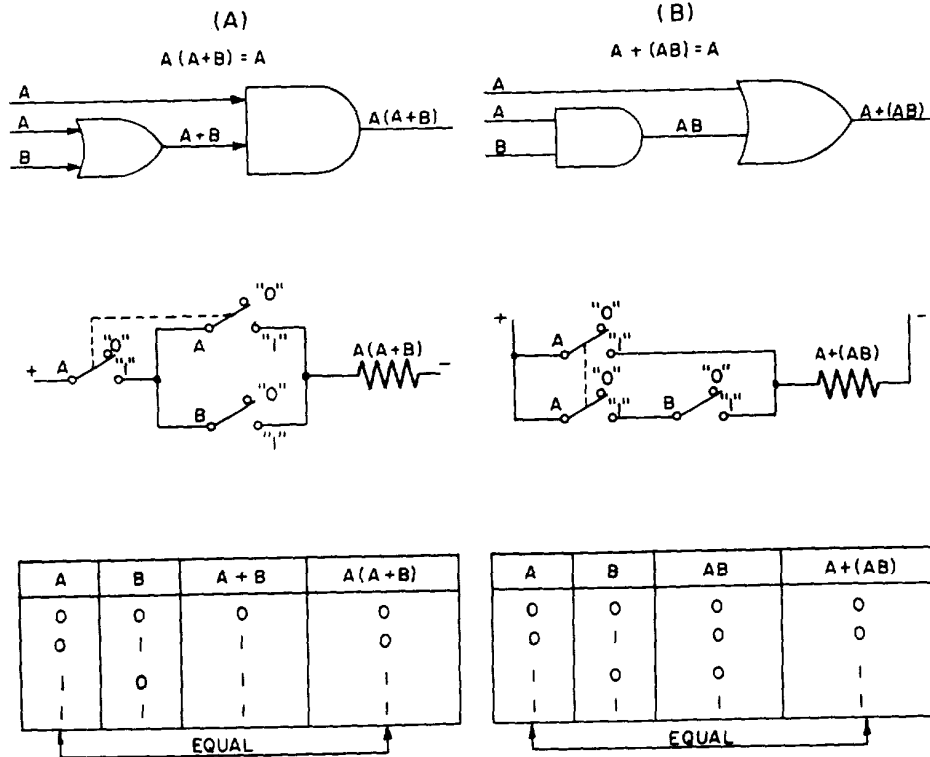 (A)
A(A+B) = A
A
A
B
A+B
A(A+B)
(B)
A + (AB) = A
A
A
B
AB
A+(AB)
+
A
"0"
"1"
A
"0"
"1"
B
"0"
"1"
A(A+B)
−
+
A
"0"
"1"
A
"0"
"1"
B
"0"
"1"
A+(AB)
−
A B A + B A(A+B)
0 0 0 0
0 1 1 0
1 0 1 1
1 1 1 1
EQUAL
A B AB A+(AB)
0 0 0 0
0 1 0 0
1 0 0 1
1 1 1 1
EQUAL